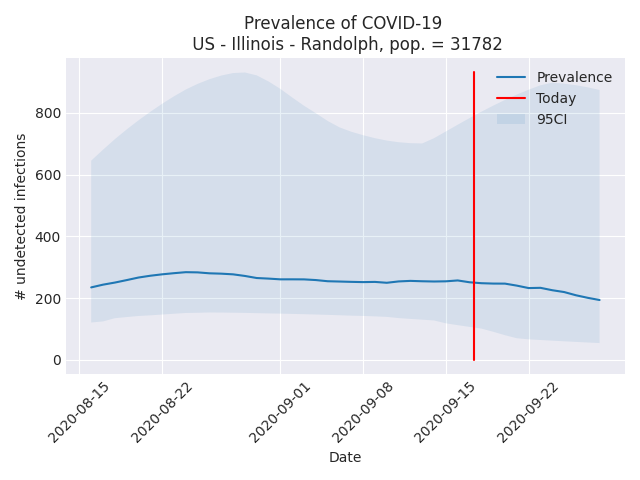 Prevalence of COVID-19
US - Illinois - Randolph, pop. = 31782
Prevalence
Today
95CI
# undetected infections
800
600
400
200
0
2020-08-15
2020-08-22
2020-09-01
2020-09-08
2020-09-15
2020-09-22
Date